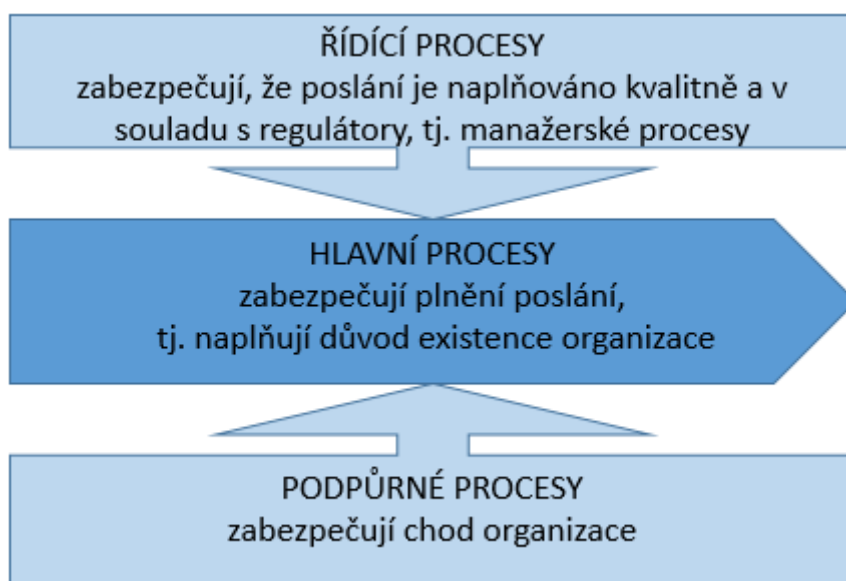 ŘÍDÍCÍ PROCESY
zabezpečují, že poslání je naplňováno kvalitně a v
souladu s regulátory, tj. manažerské procesy
HLAVNÍ PROCESY
zabezpečují plnění poslání,
tj. naplňují důvod existence organizace
PODPŮRNÉ PROCESY
zabezpečují chod organizace